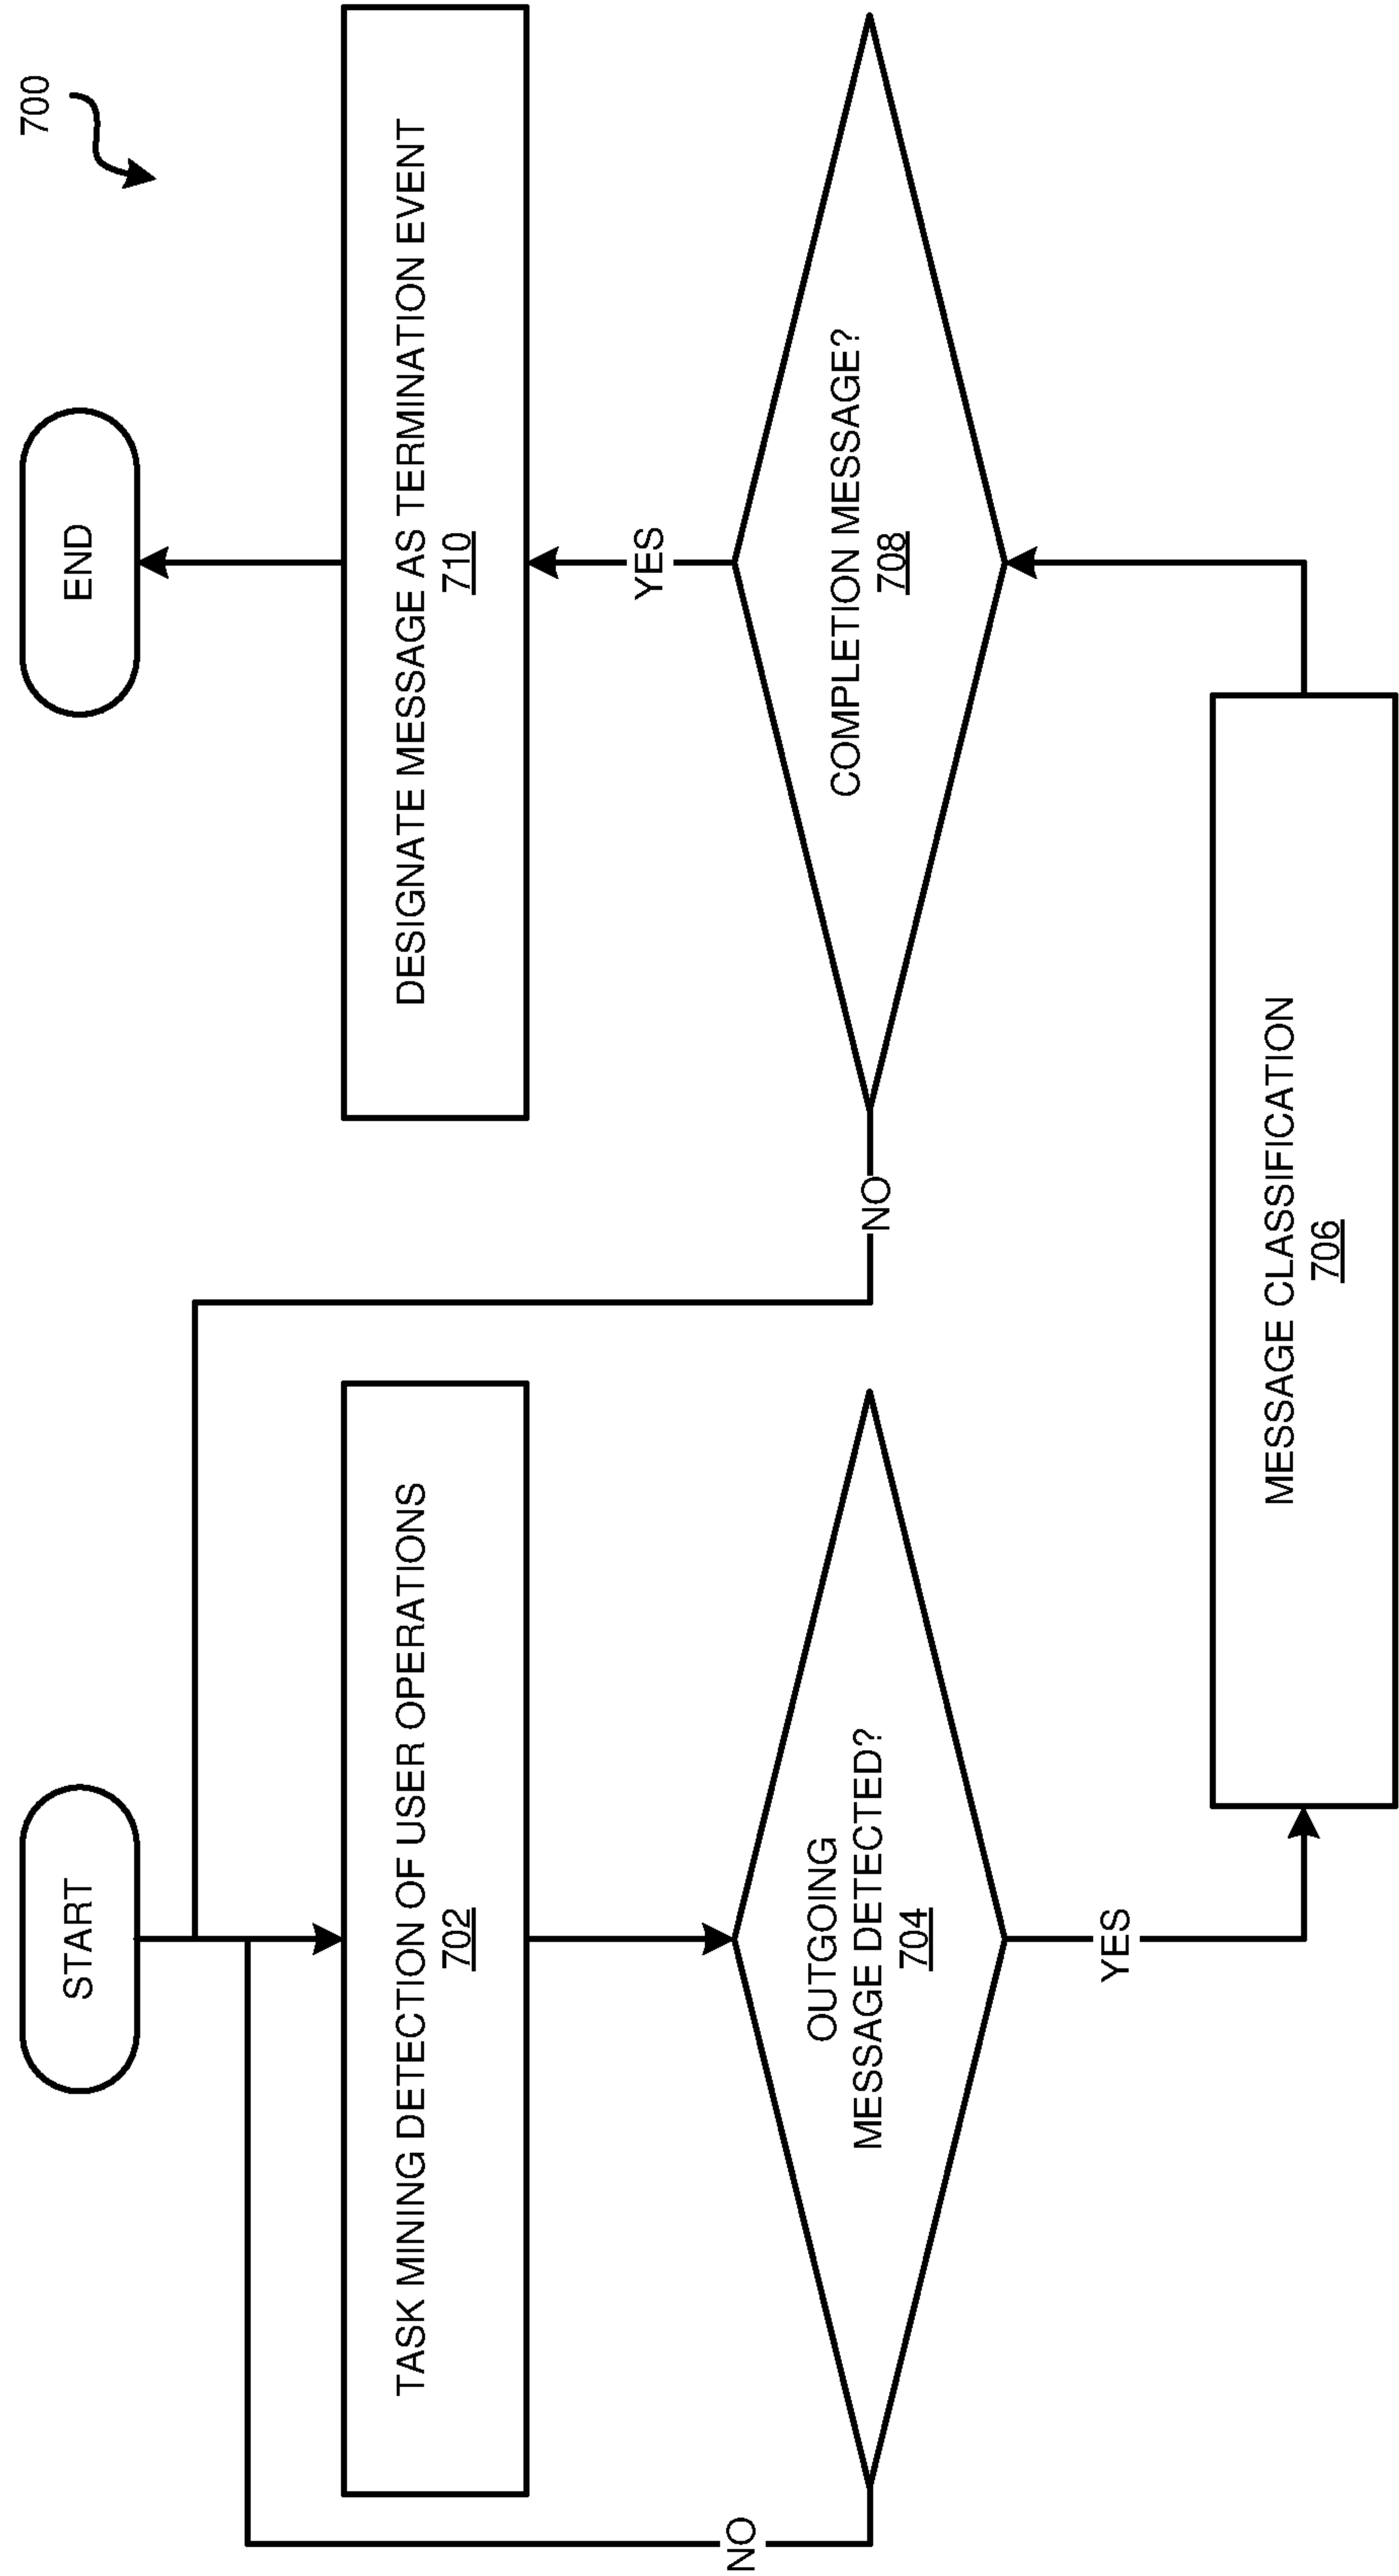 700
START
TASK MINING DETECTION OF USER OPERATIONS
702
OUTGOING
MESSAGE DETECTED?
704
NO
YES
MESSAGE CLASSIFICATION
706
COMPLETION MESSAGE?
708
NO
YES
DESIGNATE MESSAGE AS TERMINATION EVENT
710
END